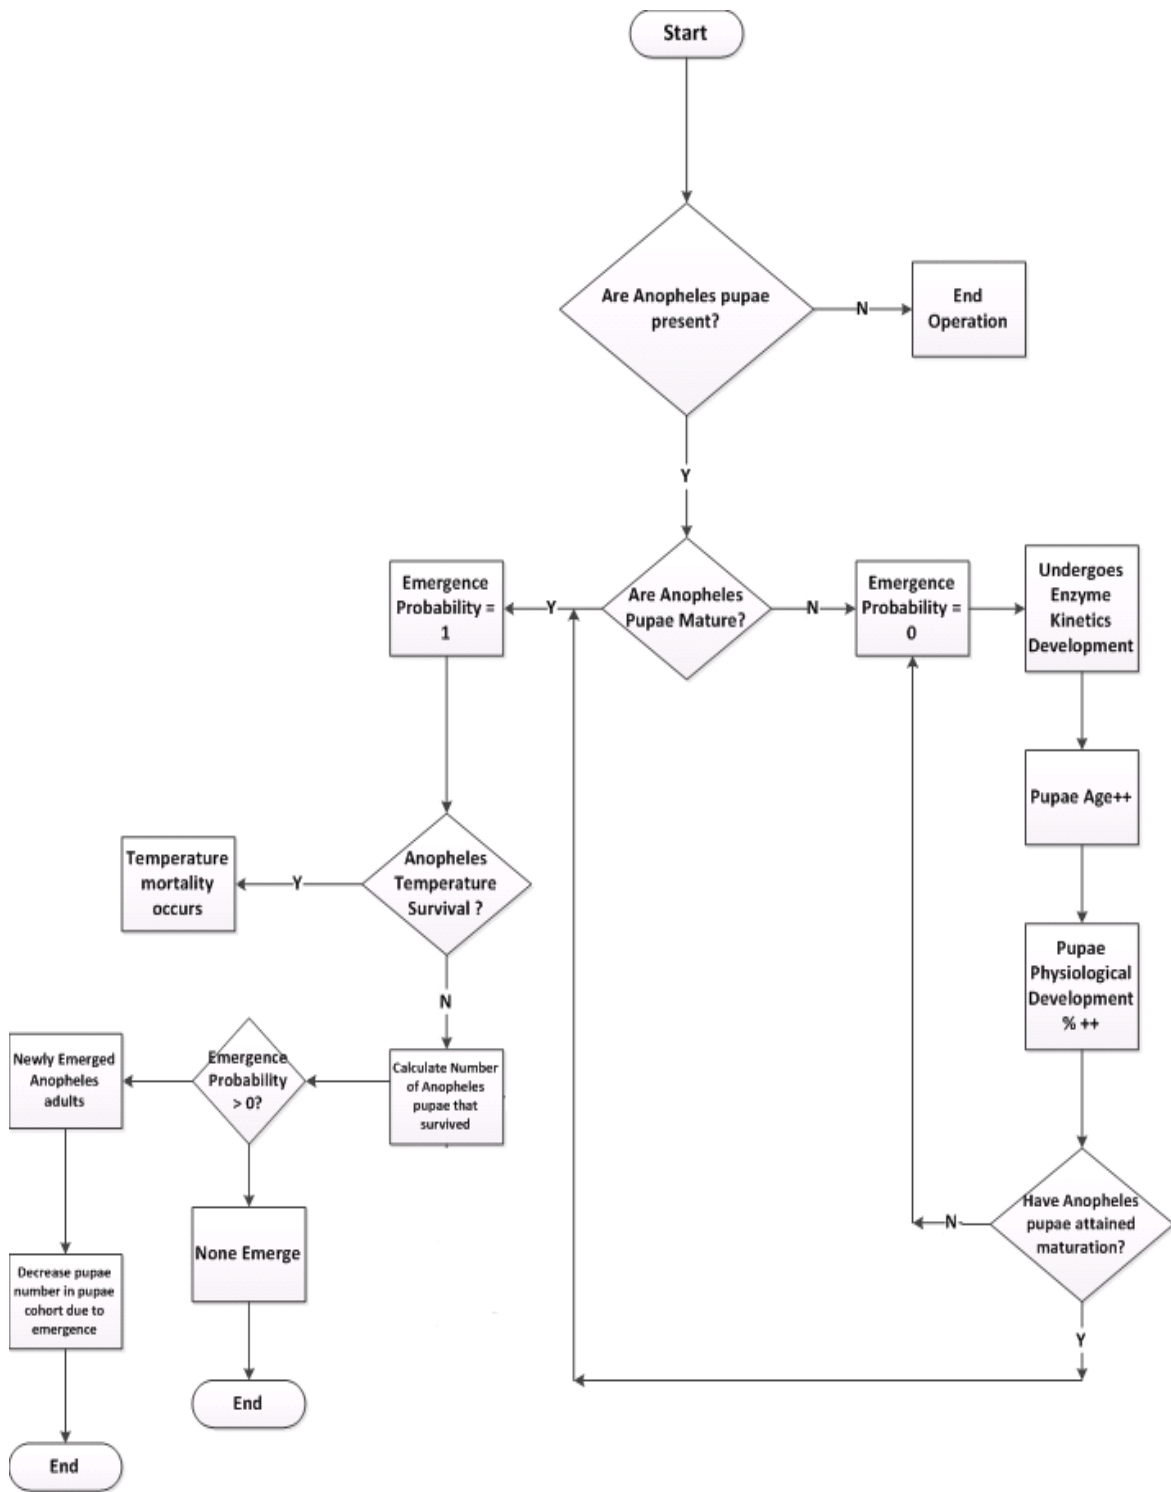 Start
Are Anopheles pupae
present?
N
End
Operation
Y
Emergence
Probability =
1
Y
Are Anopheles
Pupae Mature?
N
Emergence
Probability =
0
Undergoes
Enzyme
Kinetics
Development
Pupae Age++
Temperature
mortality
occurs
Y
Anopheles
Temperature
Survival ?
Pupae
Physiological
Development
% ++
N
Newly Emerged
Anopheles
adults
Emergence
Probability
> 0?
Calculate Number
of Anopheles
pupae that
survived
Have Anopheles
pupae attained
maturation?
N
None Emerge
Decrease pupae
number in pupae
cohort due to
emergence
Y
End
End